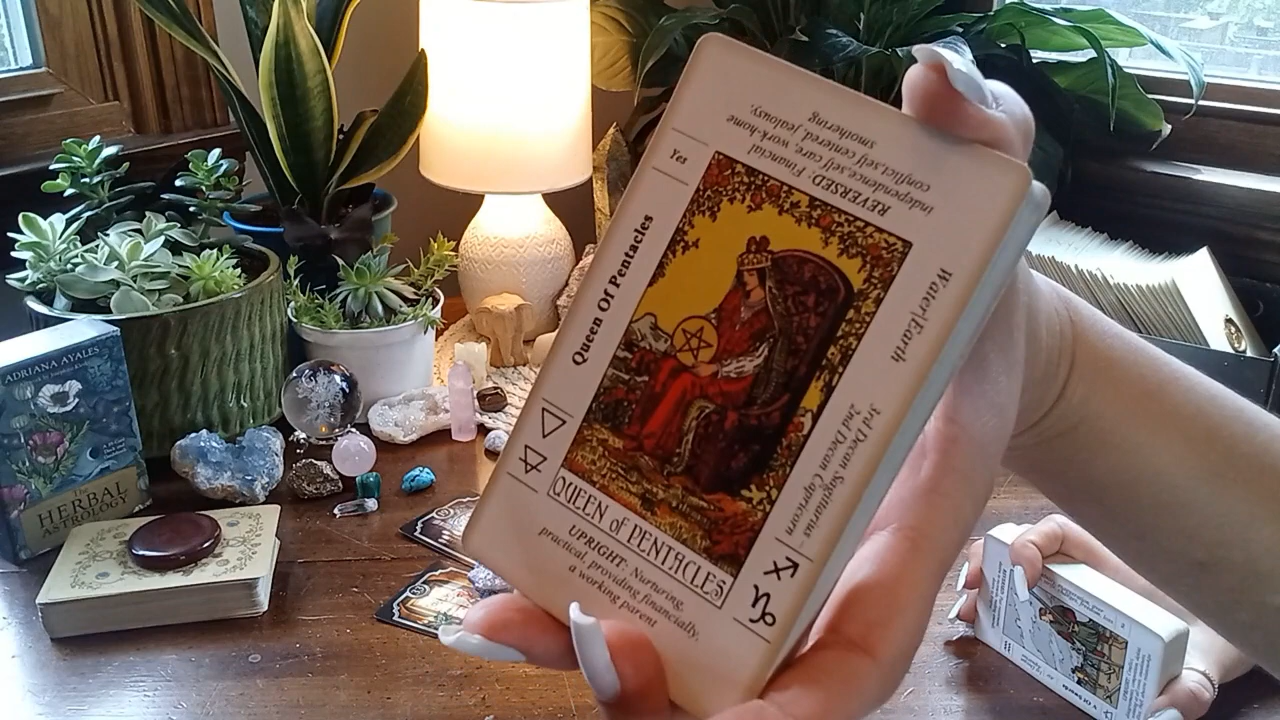 ADRIANA AYALES
The
HERBAL
ASTROLOGY
Yes
Queen Of Pentacles
REVERSED: Financial
independence,self care, work-home
conflict,self centered, jealousy,
smothering
Water|Earth
3rd Decan Sagittarius
2nd Decan Capricorn
QUEEN of PENTACLES
UPRIGHT: Nurturing,
practical, providing financially,
a working parent